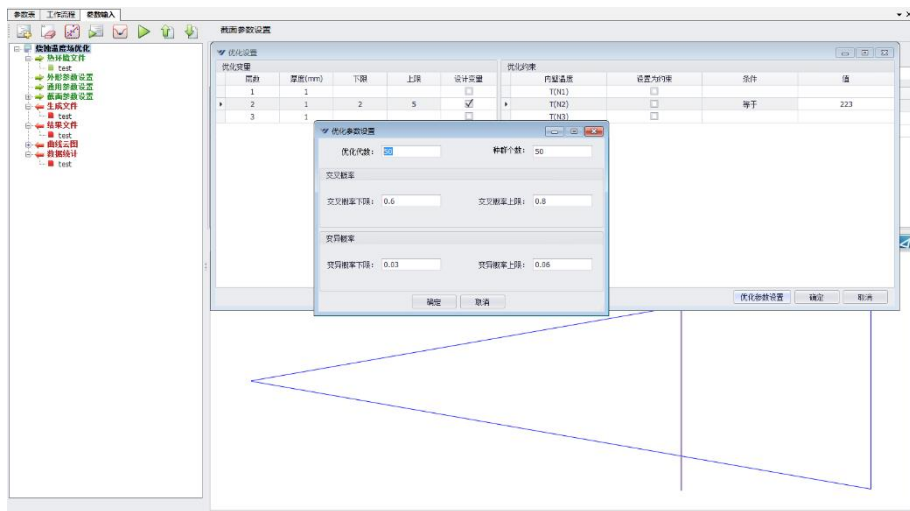 参数表 工作流程 参数输入
截面参数设置
烧蚀温度场优化
热环境文件
test
外形参数设置
通用参数设置
截面参数设置
生成文件
test
结果文件
test
曲线云图
数据统计
test
优化设置
优化变量
层数 厚度(mm) 下限 上限 设计变量
1 1
2 1 2 5
3 1
优化约束
内壁温度 设置为约束 条件 值
T(N1)
T(N2) 等于 223
T(N3)
优化参数设置
优化代数: 50 种群个数: 50
交叉概率
交叉概率下限: 0.6 交叉概率上限: 0.8
变异概率
变异概率下限: 0.03 变异概率上限: 0.06
确定 取消
优化参数设置 确定 取消